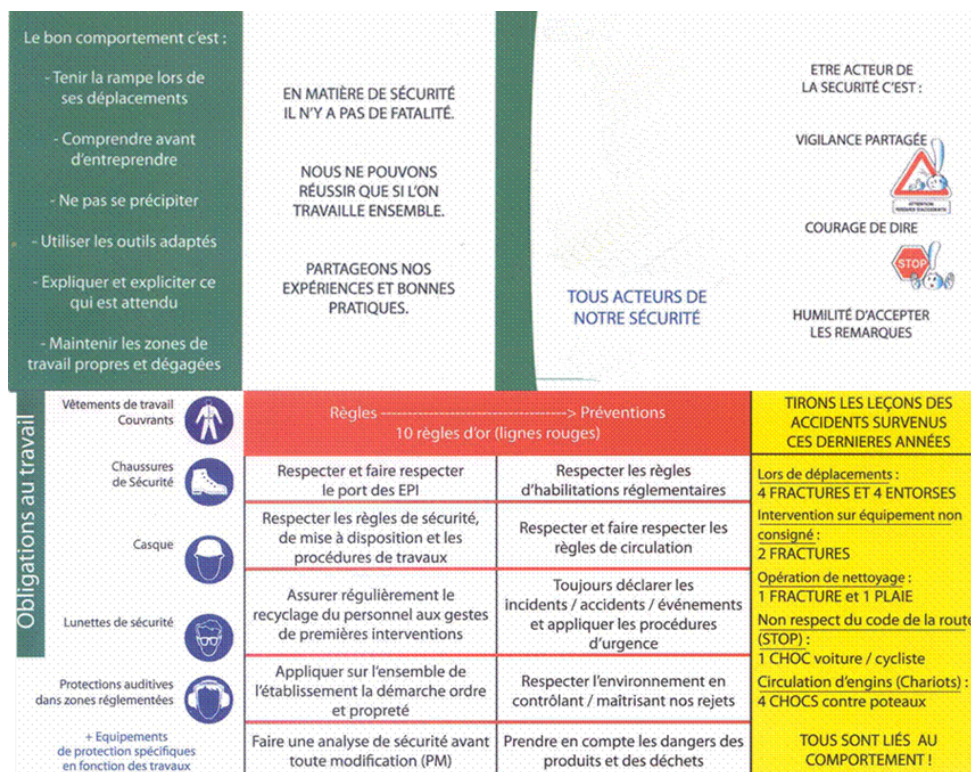 Le bon comportement c'est :
- Tenir la rampe lors de
ses déplacements
- Comprendre avant
d'entreprendre
- Ne pas se précipiter
- Utiliser les outils adaptés
- Expliquer et expliciter ce
qui est attendu
- Maintenir les zones de
travail propres et dégagées
EN MATIÈRE DE SÉCURITÉ
IL N'Y A PAS DE FATALITÉ.
NOUS NE POUVONS
RÉUSSIR QUE SI L'ON
TRAVAILLE ENSEMBLE.
PARTAGEONS NOS
EXPÉRIENCES ET BONNES
PRATIQUES.
TOUS ACTEURS DE
NOTRE SÉCURITÉ
ETRE ACTEUR DE
LA SECURITÉ C'EST :
VIGILANCE PARTAGÉE
ATTENTION
COURAGE DE DIRE
STOP
HUMILITÉ D'ACCEPTER
LES REMARQUES
Obligations au travail
Vêtements de travail
Couvrants
Chaussures
de Sécurité
Casque
Lunettes de sécurité
Protections auditives
dans zones réglementées
+ Equipements
de protection spécifiques
en fonction des travaux
Règles ----------------------------------> Préventions
10 règles d'or (lignes rouges)
Respecter et faire respecter
le port des EPI
Respecter les règles
d'habilitations réglementaires
Respecter les règles de sécurité,
de mise à disposition et les
procédures de travaux
Respecter et faire respecter les
règles de circulation
Assurer régulièrement le
recyclage du personnel aux gestes
de premières interventions
Toujours déclarer les
incidents / accidents / événements
et appliquer les procédures
d'urgence
Appliquer sur l'ensemble de
l'établissement la démarche ordre
et propreté
Respecter l'environnement en
contrôlant / maîtrisant nos rejets
Faire une analyse de sécurité avant
toute modification (PM)
Prendre en compte les dangers des
produits et des déchets
TIRONS LES LEÇONS DES
ACCIDENTS SURVENUS
CES DERNIERES ANNÉES
Lors de déplacements :
4 FRACTURES ET 4 ENTORSES
Intervention sur équipement non
consigné :
2 FRACTURES
Opération de nettoyage :
1 FRACTURE et 1 PLAIE
Non respect du code de la route
(STOP) :
1 CHOC voiture / cycliste
Circulation d'engins (Chariots) :
4 CHOCS contre poteaux
TOUS SONT LIÉS AU
COMPORTEMENT !